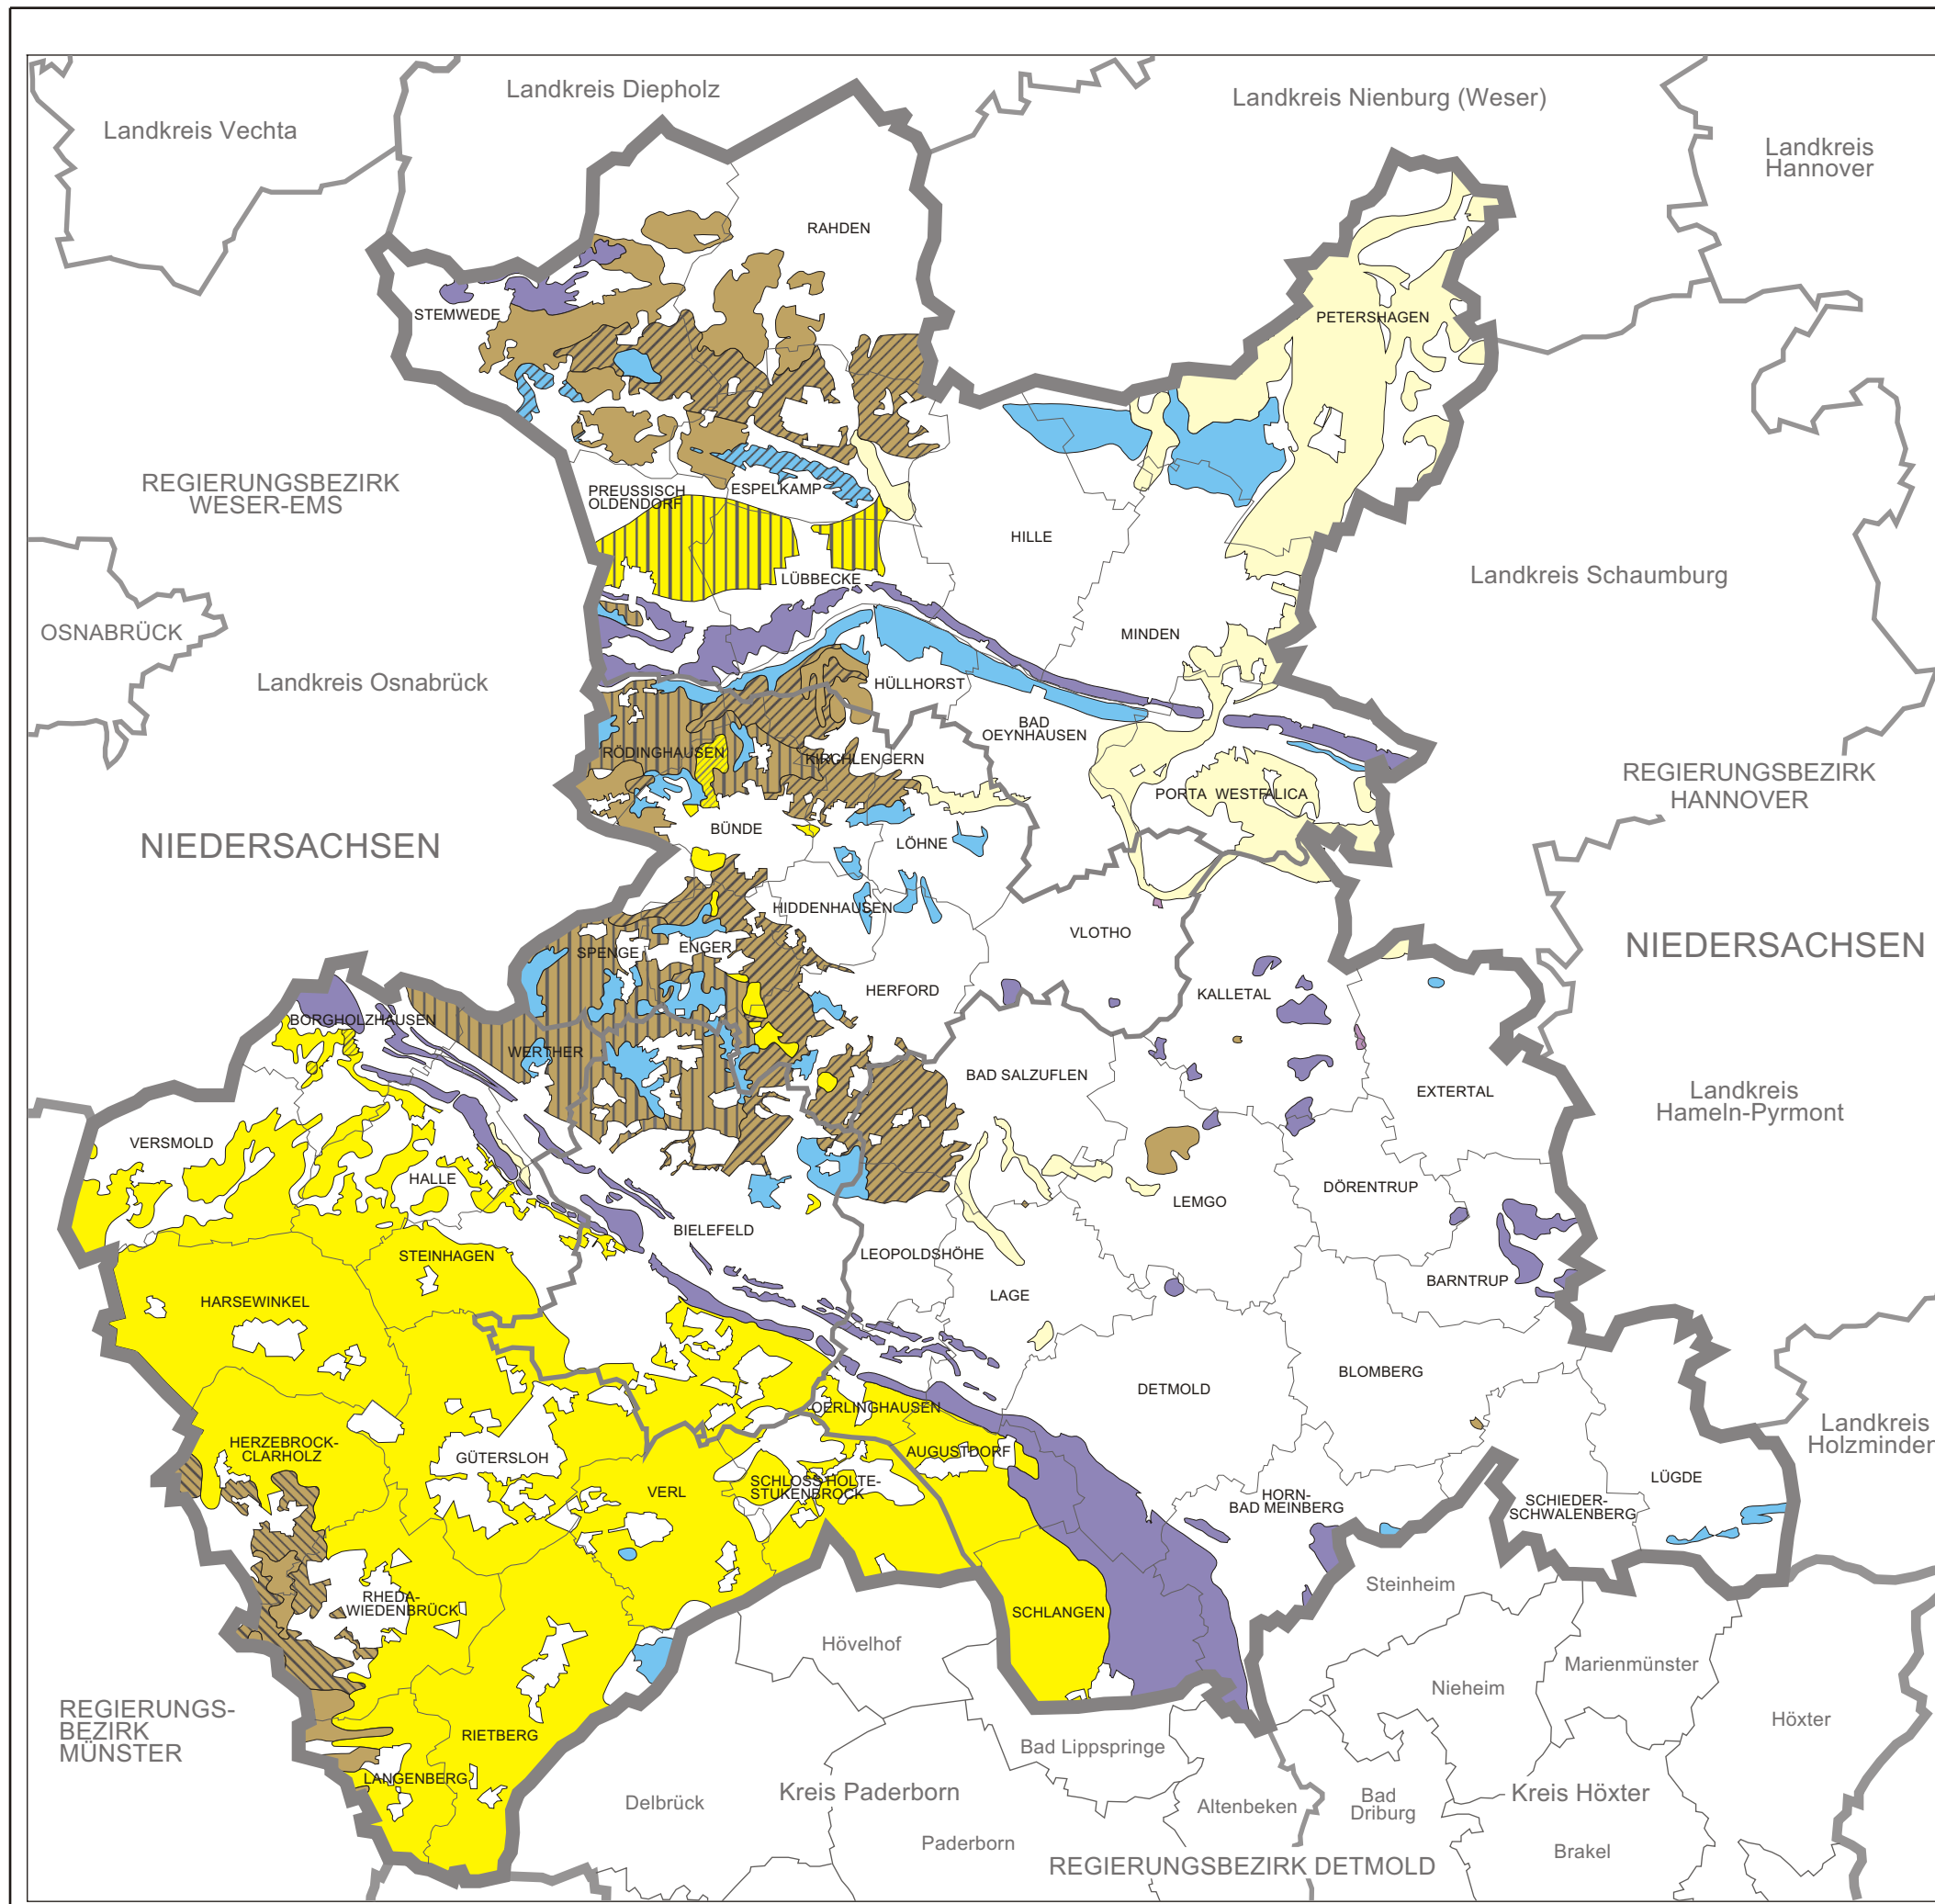 Landkreis Diepholz
Landkreis Nienburg (Weser)
Landkreis Vechta
Landkreis
Hannover
RAHDEN
STEMWEDE
PETERSHAGEN
REGIERUNGSBEZIRK
WESER-EMS
PREUSSISCH
OLDENDORF
ESPELKAMP
HILLE
LÜBBECKE
Landkreis Schaumburg
OSNABRÜCK
MINDEN
Landkreis Osnabrück
HÜLLHORST
BAD
OEYNHAUSEN
RÖDINGHAUSEN
KIRCHLENGERN
REGIERUNGSBEZIRK
HANNOVER
PORTA WESTFALICA
BÜNDE
NIEDERSACHSEN
LÖHNE
HIDDENHAUSEN
VLOTHO
NIEDERSACHSEN
SPENGE
ENGER
HERFORD
KALLETAL
BORGHOLZHAUSEN
WERTHER
BAD SALZUFLEN
EXTERTAL
Landkreis
Hameln-Pyrmont
VERSMOLD
HALLE
DÖRENTRUP
LEMGO
BIELEFELD
STEINHAGEN
LEOPOLDSHÖHE
BARNTRUP
HARSEWINKEL
LAGE
BLOMBERG
DETMOLD
OERLINGHAUSEN
Landkreis
Holzminden
HERZEBROCK-
CLARHOLZ
GÜTERSLOH
AUGUSTDORF
SCHLOSS HOLTE-
STUKENBROCK
VERL
LÜGDE
HORN-
BAD MEINBERG
SCHIEDER-
SCHWALENBERG
Steinheim
RHEDA-
WIEDENBRÜCK
SCHLANGEN
Hövelhof
Marienmünster
Nieheim
REGIERUNGS-
BEZIRK
MÜNSTER
Höxter
RIETBERG
Bad Lippspringe
LANGENBERG
Delbrück
Kreis Paderborn
Altenbeken
Bad
Driburg
Kreis Höxter
Paderborn
Brakel
REGIERUNGSBEZIRK DETMOLD